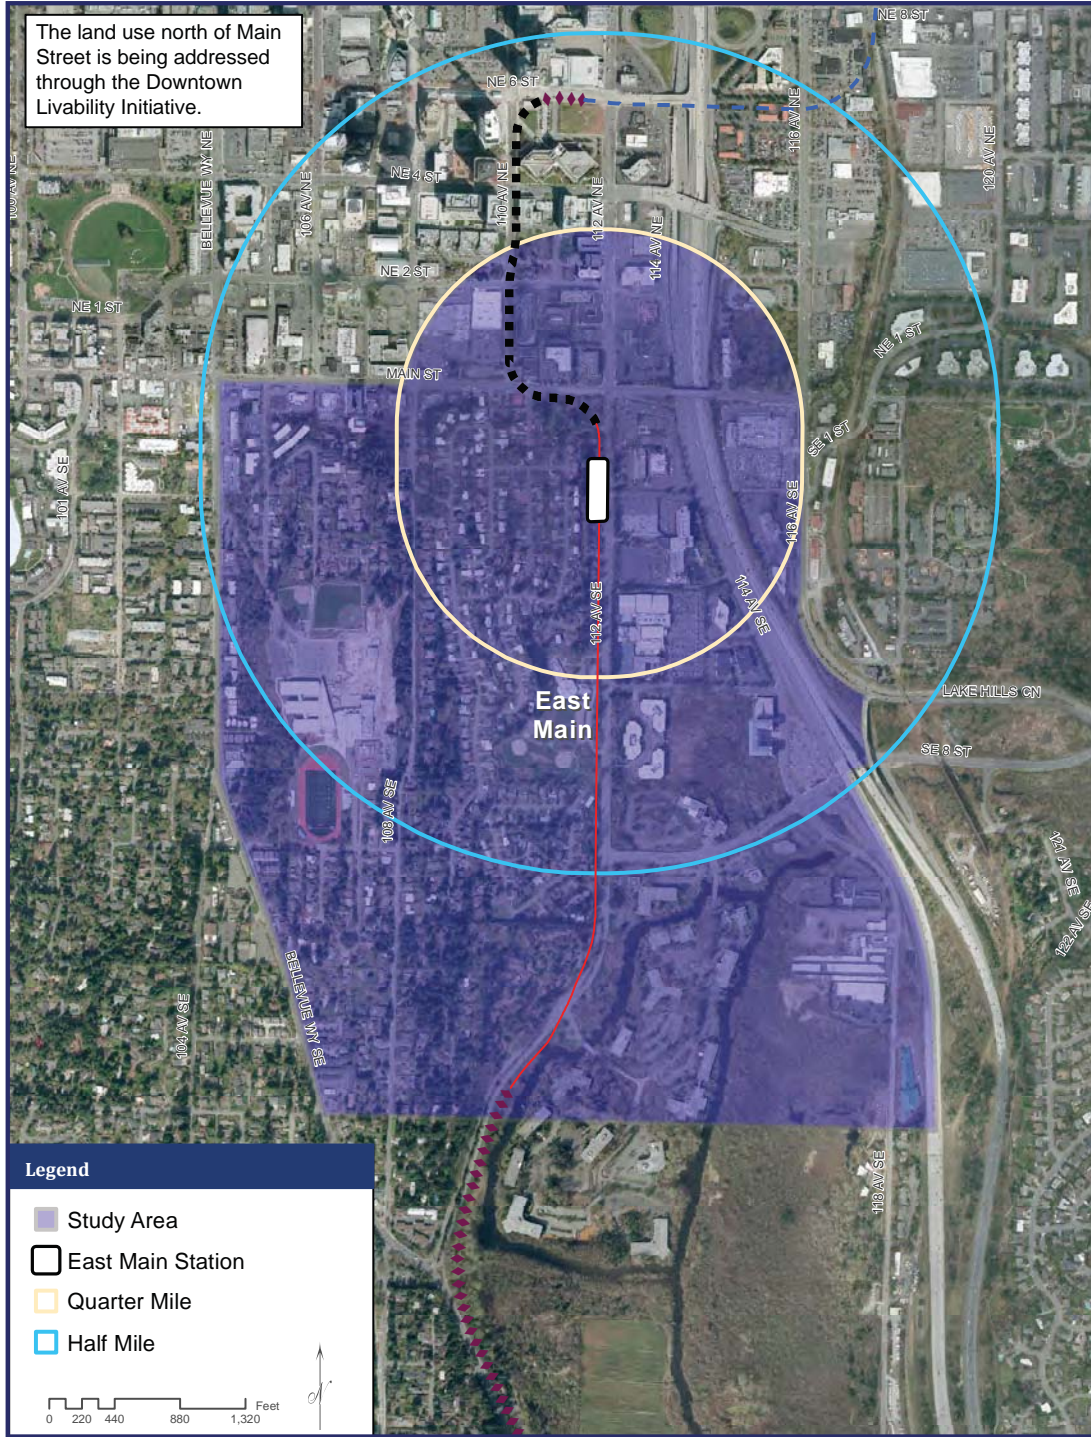 The land use north of Main
Street is being addressed
through the Downtown
Livability Initiative.
NE 8 ST
NE 6 ST
BELLEVUE WY NE
106 AV NE
NE 4 ST
110 AV NE
112 AV NE
114 AV NE
116 AV NE
120 AV NE
NE 2 ST
NE 1 ST
NE 1 ST
MAIN ST
SE 1 ST
101 AV SE
116 AV SE
114 AV SE
112 AV SE
East
Main
LAKE HILLS CN
SE 8 ST
108 AV SE
121 AV SE
122 AV SE
BELLEVUE WY SE
104 AV SE
118 AV SE
Legend
Study Area
East Main Station
Quarter Mile
Half Mile
N
Feet
0 220 440 880 1,320